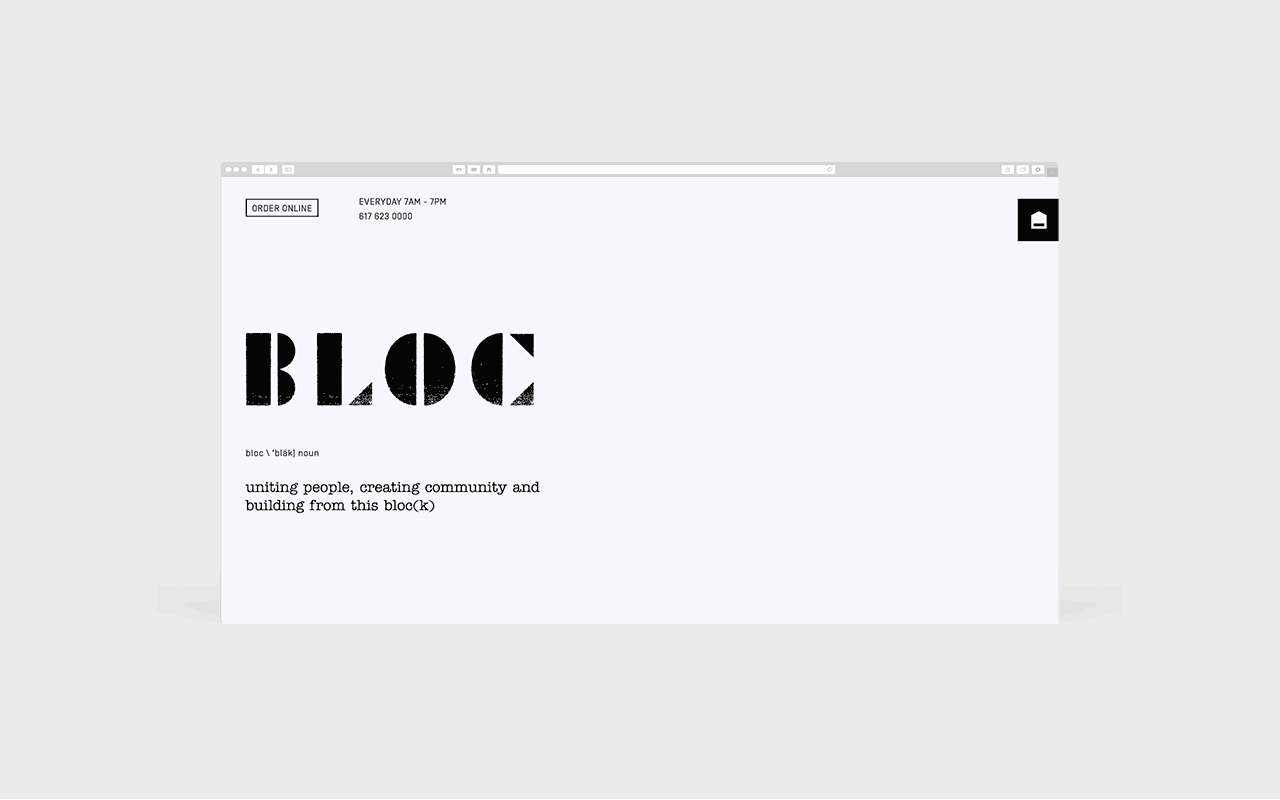 ORDER ONLINE
EVERYDAY 7AM - 7PM
617 623 0000
BLOC
bloc \ 'bläk] noun
uniting people, creating community and
building from this bloc(k)